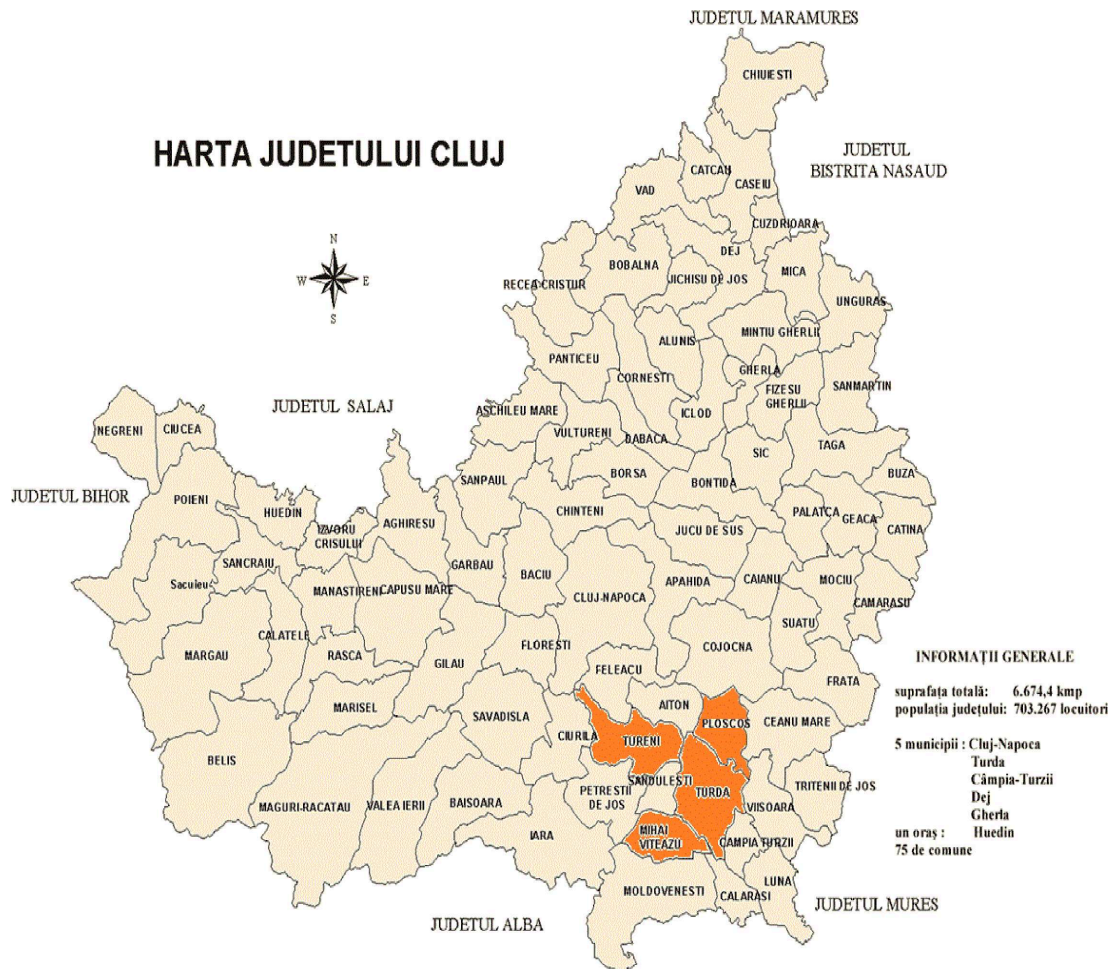 JUDETUL MARAMURES
CHIUIESTI
HARTA JUDETULUI CLUJ
JUDETUL
BISTRITA NASAUD
CATCAU
CASEIU
VAD
CUZDRIOARA
N
W E
S
DEJ
BOBALNA
MICA
JICHISU DE JOS
RECEA-CRISTUR
UNGURAS
MINTIU GHERLII
ALUNIS
PANTICEU
GHERLA
CORNESTI
FIZESU
GHERLII
SANMARTIN
JUDETUL SALAJ
ASCHILEU MARE
ICLOD
NEGRENI
CIUCEA
VULTURENI
DABACA
TAGA
SIC
BORSA
BUZA
SANPAUL
BONTIDA
JUDETUL BIHOR
POIENI
HUEDIN
CHINTENI
PALATCA
GEACA
AGHIRESU
IZVORU
CRISULUI
JUCU DE SUS
CATINA
SANCRAIU
GARBAU
BACIU
APAHIDA
CAIANU
MOCIU
Sacuieu
MANASTIRENI
CAPUSU MARE
CLUJ-NAPOCA
CAMARASU
SUATU
CALATELE
MARGAU
RASCA
GILAU
FLORESTI
COJOCNA
FELEACU
INFORMAȚII GENERALE
FRATA
suprafața totală: 6.674,4 kmp
populația județului: 703.267 locuitori
MARISEL
SAVADISLA
AITON
PLOSCOS
CEANU MARE
CIURILA
TURENI
5 municipii : Cluj-Napoca
Turda
Câmpia-Turzii
Dej
Gherla
un oraș : Huedin
75 de comune
BELIS
SANDULESTI
TRITENII DE JOS
PETRESTII
DE JOS
TURDA
MAGURI-RACATAU
VALEA IERII
BAISOARA
VIISOARA
IARA
MIHAI
VITEAZU
CAMPIA TURZII
LUNA
MOLDOVENESTI
CALARASI
JUDETUL MURES
JUDETUL ALBA